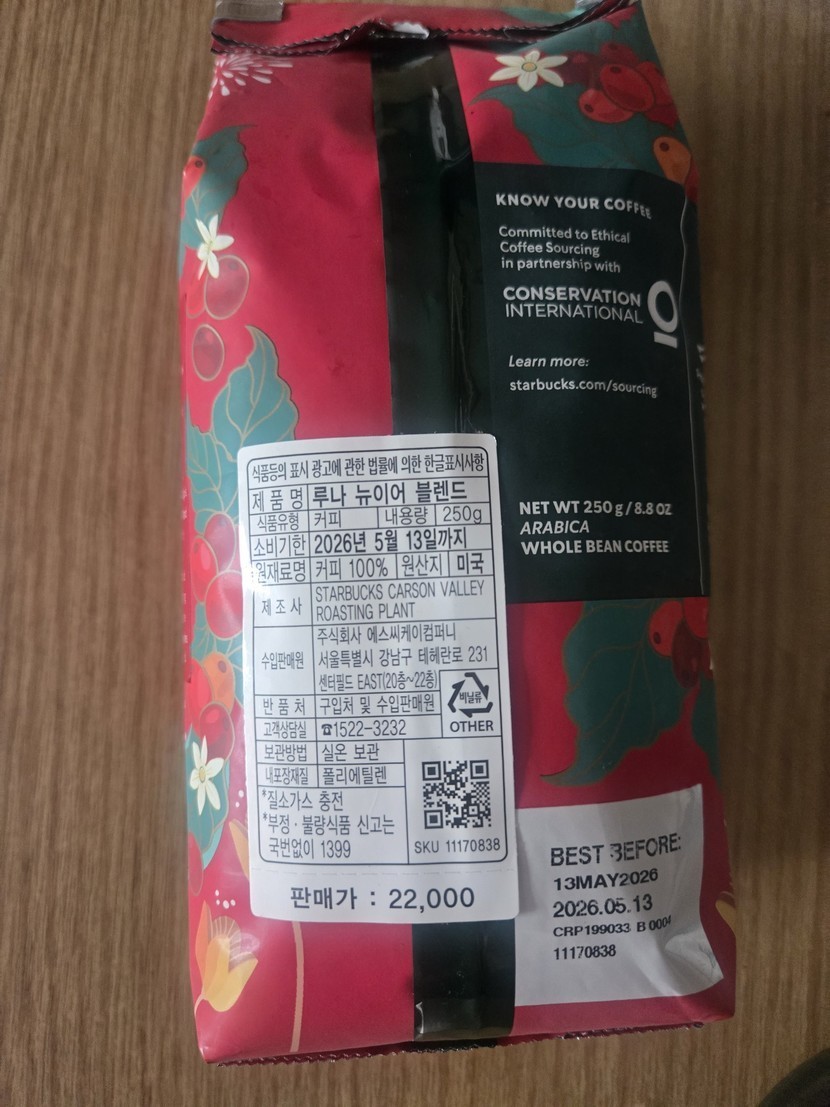 KNOW YOUR COFFEE
Committed to Ethical
Coffee Sourcing
in partnership with
CONSERVATION
INTERNATIONAL
Learn more:
starbucks.com/sourcing
NET WT 250 g / 8.8 OZ
ARABICA
WHOLE BEAN COFFEE
식품등의 표시 광고에 관한 법률에 의한 한글표시사항
제 품 명 루나 뉴이어 블렌드
식품유형 커피 내용량 250g
소비기한 2026년 5월 13일까지
원재료명 커피 100% 원산지 미국
제 조 사 STARBUCKS CARSON VALLEY
ROASTING PLANT
수입판매원 주식회사 에스씨케이컴퍼니
서울특별시 강남구 테헤란로 231
센터필드 EAST(20층~22층)
반 품 처 구입처 및 수입판매원
고객상담실 ☎1522-3232
비닐류
OTHER
보관방법 실온 보관
내포장재질 폴리에틸렌
*질소가스 충전
*부정·불량식품 신고는
국번없이 1399
SKU 11170838
판매가 : 22,000
BEST BEFORE:
13MAY2026
2026.05.13
CRP199033 B 0004
11170838